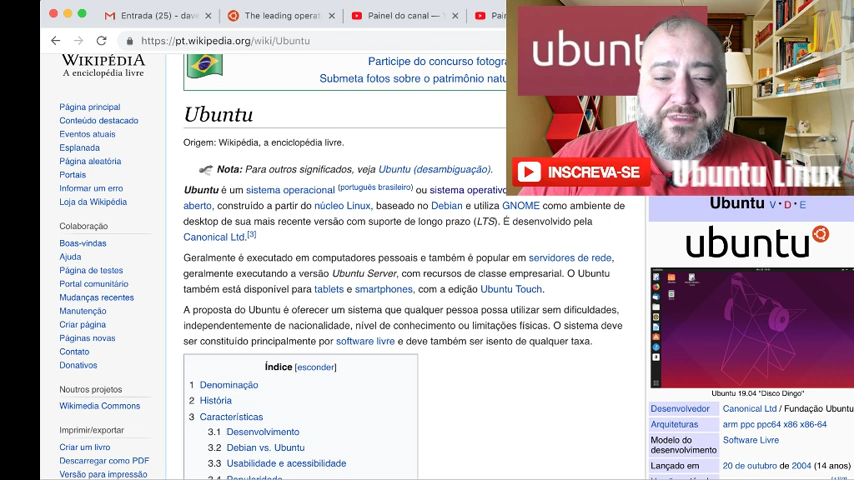 Entrada (25) - dav
The leading operat
Painel do canal — Y
Pain
https://pt.wikipedia.org/wiki/Ubuntu
WIKIPÉDIA
A enciclopédia livre
Participe do concurso fotogr
Submeta fotos sobre o patrimônio natu
ubunt
INSCREVA-SE
Ubuntu Linux
Página principal
Conteúdo destacado
Eventos atuais
Esplanada
Página aleatória
Portais
Informar um erro
Loja da Wikipédia
Colaboração
Boas-vindas
Ajuda
Página de testes
Portal comunitário
Mudanças recentes
Manutenção
Criar página
Páginas novas
Contato
Donativos
Noutros projetos
Wikimedia Commons
Imprimir/exportar
Criar um livro
Descarregar como PDF
Versão para impressão
Ubuntu
Origem: Wikipédia, a enciclopédia livre.
Nota: Para outros significados, veja Ubuntu (desambiguação).
Ubuntu é um sistema operacional (português brasileiro) ou sistema operativo
aberto, construído a partir do núcleo Linux, baseado no Debian e utiliza GNOME como ambiente de
desktop de sua mais recente versão com suporte de longo prazo (LTS). É desenvolvido pela
Canonical Ltd.[3]
Geralmente é executado em computadores pessoais e também é popular em servidores de rede,
geralmente executando a versão Ubuntu Server, com recursos de classe empresarial. O Ubuntu
também está disponível para tablets e smartphones, com a edição Ubuntu Touch.
A proposta do Ubuntu é oferecer um sistema que qualquer pessoa possa utilizar sem dificuldades,
independentemente de nacionalidade, nível de conhecimento ou limitações físicas. O sistema deve
ser constituído principalmente por software livre e deve também ser isento de qualquer taxa.
Índice [esconder]
1 Denominação
2 História
3 Características
3.1 Desenvolvimento
3.2 Debian vs. Ubuntu
3.3 Usabilidade e acessibilidade
Ubuntu V • D • E
ubuntu
Ubuntu 19.04 "Disco Dingo"
Desenvolvedor Canonical Ltd / Fundação Ubuntu
Arquiteturas arm ppc ppc64 x86 x86-64
Modelo do desenvolvimento Software Livre
Lançado em 20 de outubro de 2004 (14 anos)